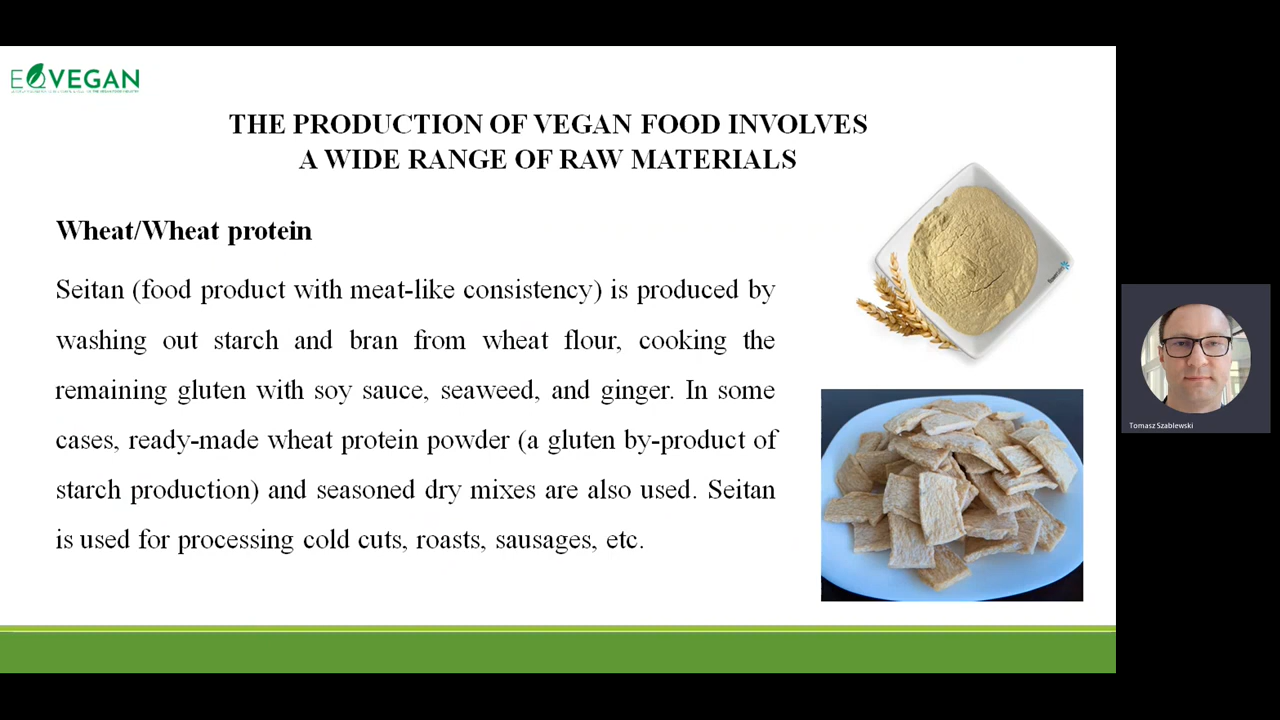 EQVEGAN
THE PRODUCTION OF VEGAN FOOD INVOLVES
A WIDE RANGE OF RAW MATERIALS
Wheat/Wheat protein
Seitan (food product with meat-like consistency) is produced by
washing out starch and bran from wheat flour, cooking the
remaining gluten with soy sauce, seaweed, and ginger. In some
cases, ready-made wheat protein powder (a gluten by-product of
starch production) and seasoned dry mixes are also used. Seitan
is used for processing cold cuts, roasts, sausages, etc.
Tomasz Szablewski